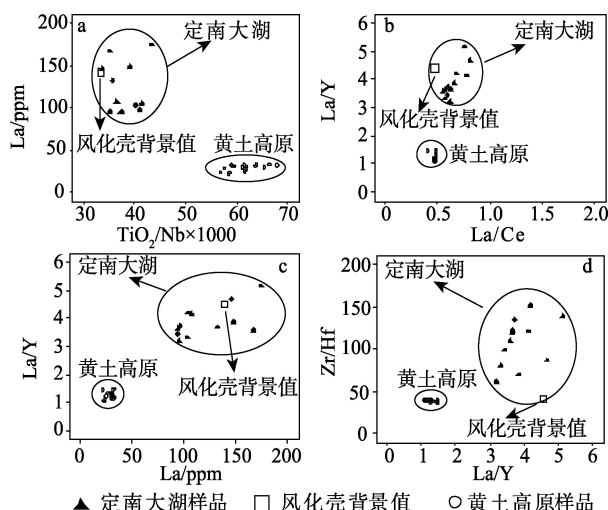 a
定南大湖
La/ppm
200
150
100
50
0
风化壳背景值
黄土高原
30 40 50 60 70
TiO₂/Nb×1000
b
定南大湖
La/Y
6
5
4
3
2
1
0
风化壳背景值
黄土高原
0 0.5 1.0 1.5 2.0
La/Ce
c
定南大湖
La/Y
6
5
4
3
2
1
0
黄土高原
风化壳背景值
0 50 100 150 200
La/ppm
d
定南大湖
Zr/Hf
200
150
100
50
0
黄土高原
风化壳背景值
0 1 2 3 4 5 6
La/Y
定南大湖样品 风化壳背景值 黄土高原样品